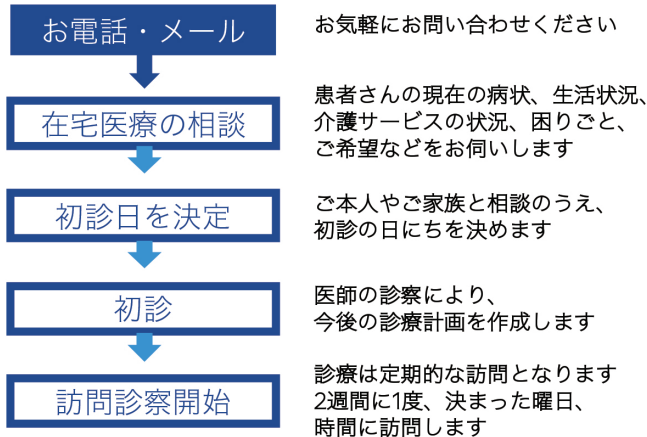 お電話・メール
お気軽にお問い合わせください
在宅医療の相談
患者さんの現在の病状、生活状況、
介護サービスの状況、困りごと、
ご希望などをお伺いします
初診日を決定
ご本人やご家族と相談のうえ、
初診の日にちを決めます
初診
医師の診察により、
今後の診療計画を作成します
訪問診察開始
診療は定期的な訪問となります
2週間に1度、決まった曜日、
時間に訪問します